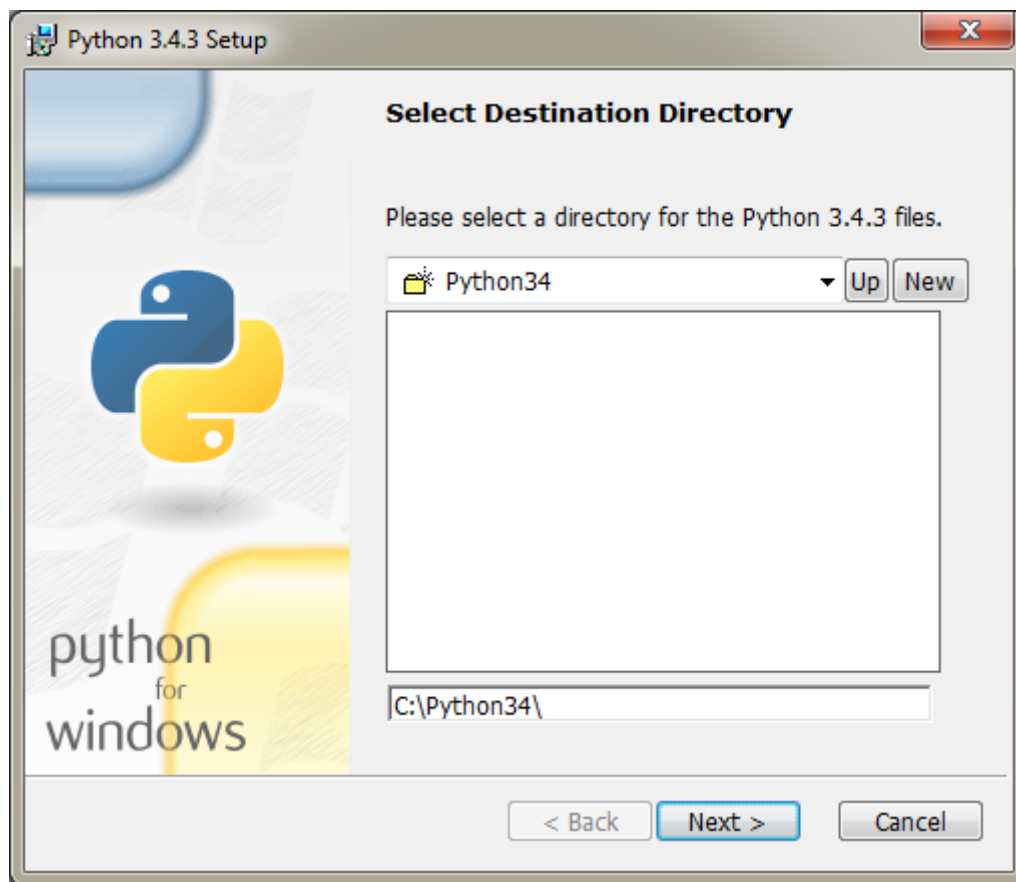 Python 3.4.3 Setup
Select Destination Directory
Please select a directory for the Python 3.4.3 files.
Python34
Up
New
C:\Python34\
python
for
windows
< Back
Next >
Cancel